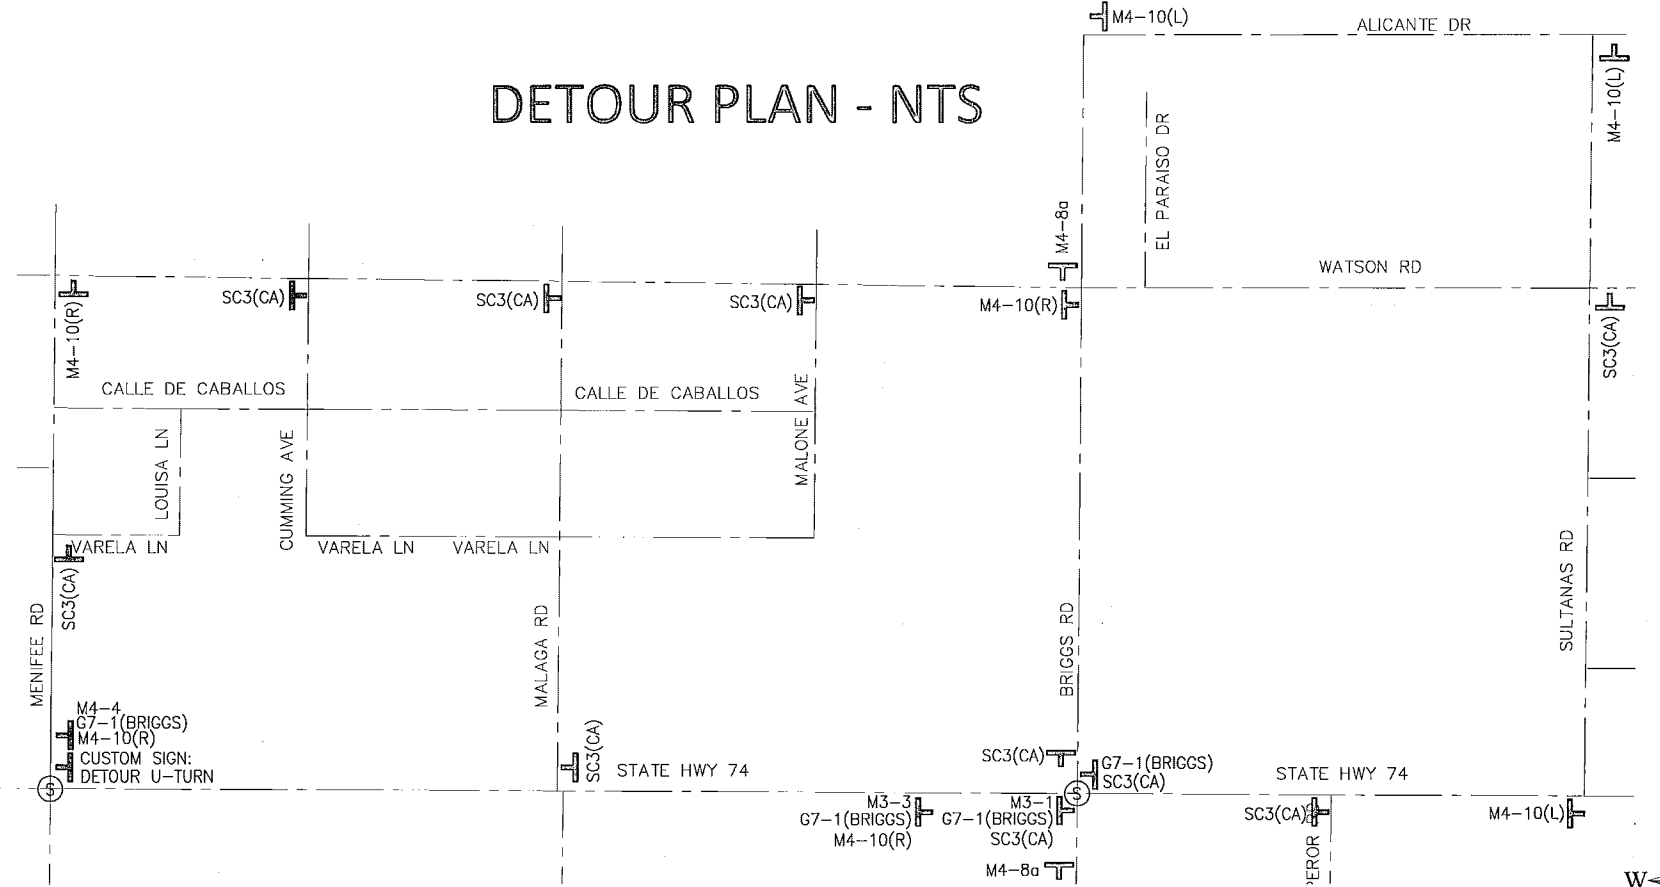 M4-10(L)
ALICANTE DR
DETOUR PLAN - NTS
M4-10(L)
EL PARAISO DR
M4-8a
WATSON RD
SC3(CA)
SC3(CA)
SC3(CA)
M4-10(R)
M4-10(R)
SC3(CA)
CALLE DE CABALLOS
CALLE DE CABALLOS
MALONE AVE
LOUISA LN
CUMMING AVE
VARELA LN
VARELA LN
VARELA LN
SC3(CA)
MENIFEE RD
MALAGA RD
BRIGGS RD
SULTANAS RD
M4-4
G7-1(BRIGGS)
M4-10(R)
CUSTOM SIGN:
DETOUR U-TURN
S
SC3(CA)
STATE HWY 74
SC3(CA)
G7-1(BRIGGS)
SC3(CA)
S
STATE HWY 74
M3-3
G7-1(BRIGGS)
M4-10(R)
M3-1
G7-1(BRIGGS)
SC3(CA)
M4-8a
SC3(CA)
M4-10(L)
W